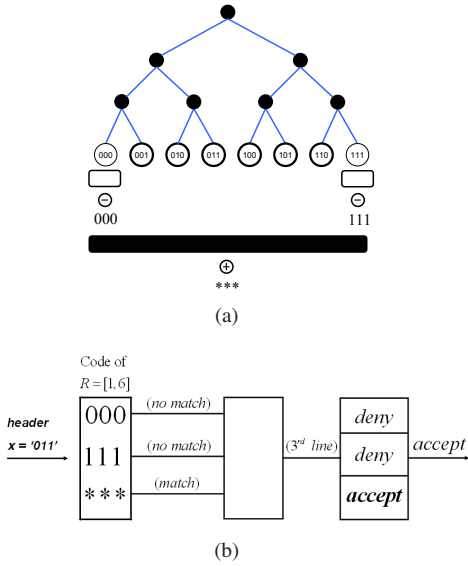 000 001 010 011 100 101 110 111
⊖ ⊖
000 111
⊕
***
(a)
Code of
R = [1, 6]
header
x = '011'
000
111
***
(no match)
(no match)
(match)
(3rd line)
deny
deny
accept
accept
(b)